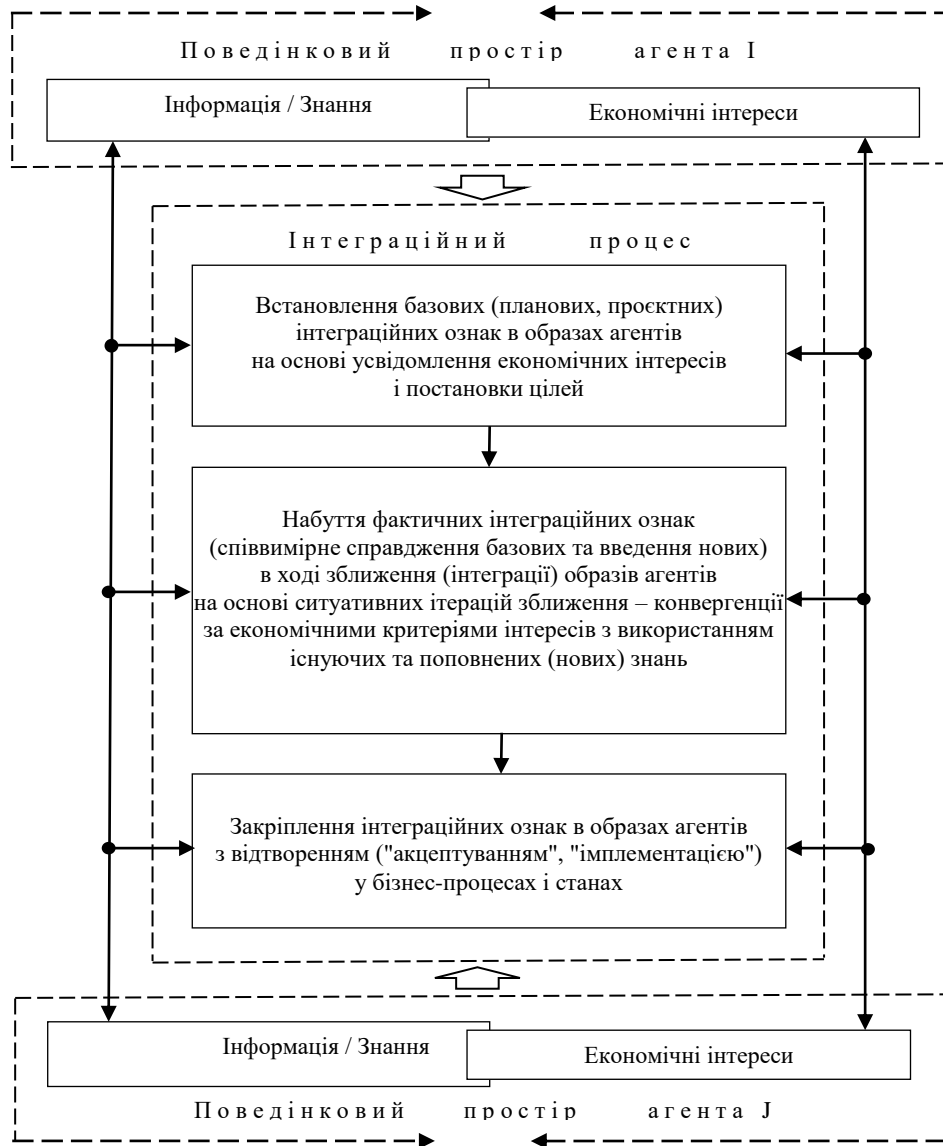 Поведінковий простір агента I
Інформація / Знання
Економічні інтереси
Інтеграційний процес
Встановлення базових (планових, проєктних)
інтеграційних ознак в образах агентів
на основі усвідомлення економічних інтересів
і постановки цілей
Набуття фактичних інтеграційних ознак
(співвимірне справдження базових та введення нових)
в ході зближення (інтеграції) образів агентів
на основі ситуативних ітерацій зближення – конвергенції
за економічними критеріями інтересів з використанням
існуючих та поповнених (нових) знань
Закріплення інтеграційних ознак в образах агентів
з відтворенням ("акцептуванням", "імплементацією")
у бізнес-процесах і станах
Інформація / Знання
Економічні інтереси
Поведінковий простір агента J